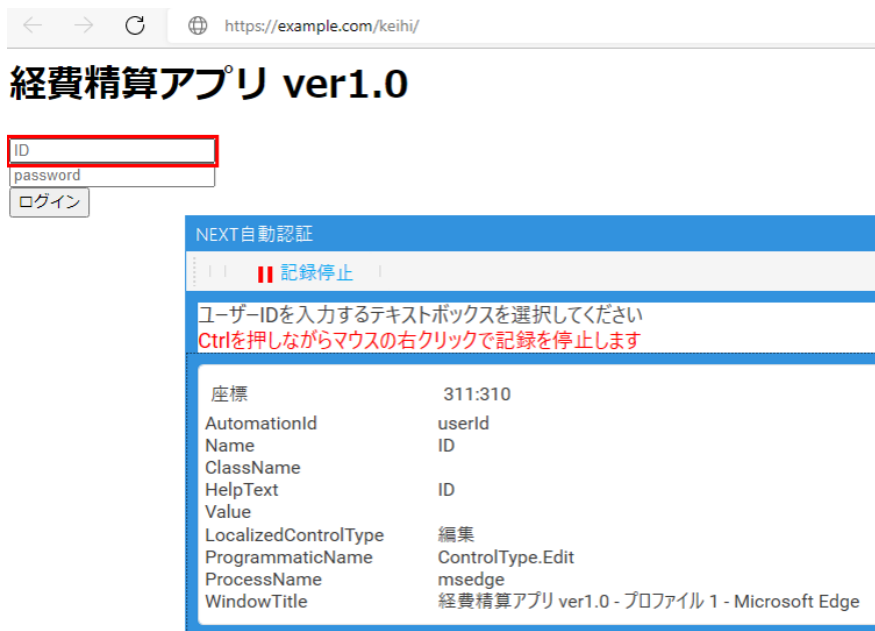 https://example.com/keihi/
経費精算アプリ ver1.0
ID
password
ログイン
NEXT自動認証
記録停止
ユーザーIDを入力するテキストボックスを選択してください
Ctrlを押しながらマウスの右クリックで記録を停止します
座標 311:310
AutomationId userId
Name ID
ClassName
HelpText ID
Value
LocalizedControlType 編集
ProgrammaticName ControlType.Edit
ProcessName msedge
WindowTitle 経費精算アプリ ver1.0 - プロファイル 1 - Microsoft Edge